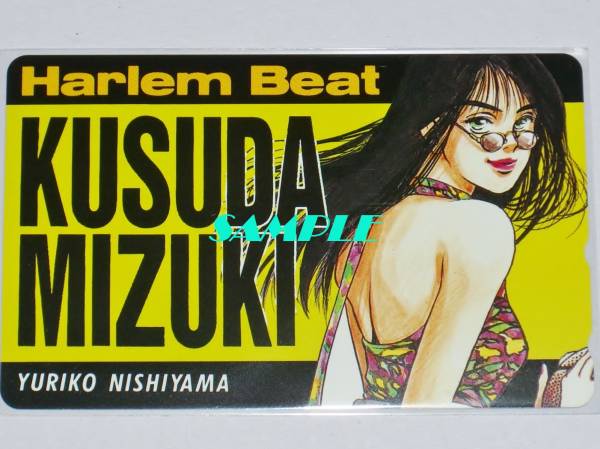 Harlem Beat
KUSUDA
SAMPLE
MIZUKI
YURIKO NISHIYAMA